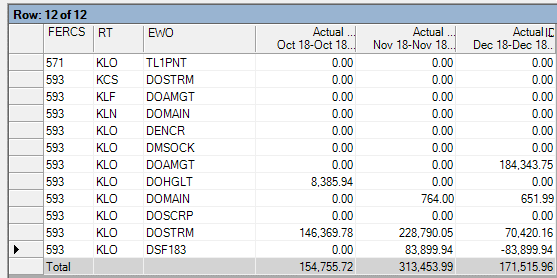 Row: 12 of 12
FERCS RT EWO Actual ... Oct 18-Oct 18... Actual ... Nov 18-Nov 18... Actual ID Dec 18-Dec 18...
571 KLO TL1PNT 0.00 0.00 0.00
593 KCS DOSTRM 0.00 0.00 0.00
593 KLF DOAMGT 0.00 0.00 0.00
593 KLN DOMAIN 0.00 0.00 0.00
593 KLO DENCR 0.00 0.00 0.00
593 KLO DMSOCK 0.00 0.00 0.00
593 KLO DOAMGT 0.00 0.00 184,343.75
593 KLO DOHGLT 8,385.94 0.00 0.00
593 KLO DOMAIN 0.00 764.00 651.99
593 KLO DOSCRP 0.00 0.00 0.00
593 KLO DOSTRM 146,369.78 228,790.05 70,420.16
593 KLO DSF183 0.00 83,899.94 -83,899.94
Total 154,755.72 313,453.99 171,515.96